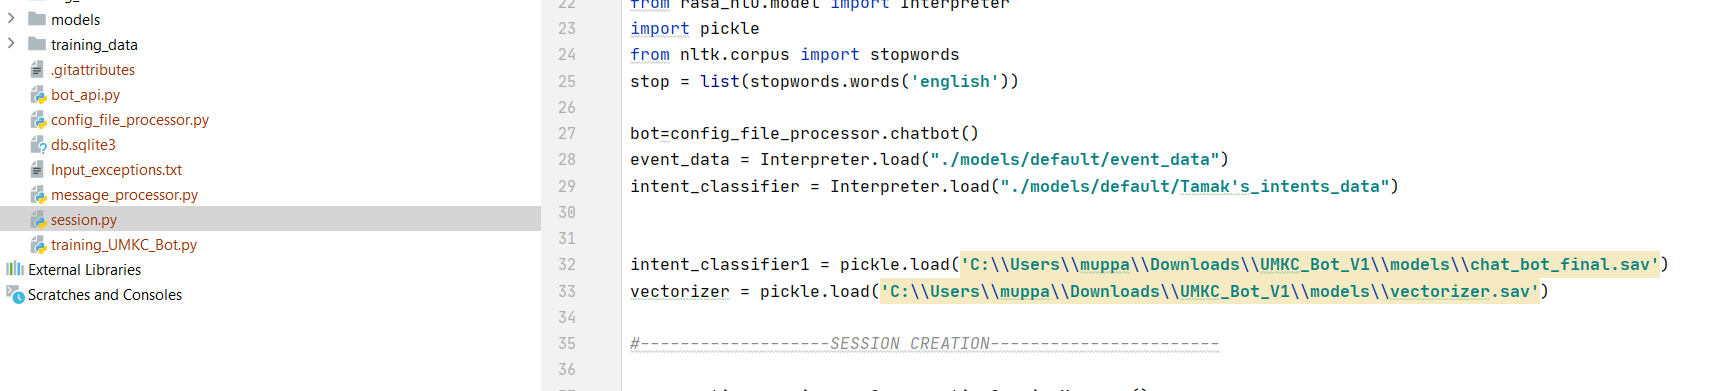 models
training_data
.gitattributes
bot_api.py
config_file_processor.py
db.sqlite3
Input_exceptions.txt
message_processor.py
session.py
training_UMKC_Bot.py
External Libraries
Scratches and Consoles
22 from rasa_nlu.model import Interpreter
23 import pickle
24 from nltk.corpus import stopwords
25 stop = list(stopwords.words('english'))
26
27 bot=config_file_processor.chatbot()
28 event_data = Interpreter.load("./models/default/event_data")
29 intent_classifier = Interpreter.load("./models/default/Tamak's_intents_data")
30
31
32 intent_classifier1 = pickle.load('C:\\Users\\muppa\\Downloads\\UMKC_Bot_V1\\models\\chat_bot_final.sav')
33 vectorizer = pickle.load('C:\\Users\\muppa\\Downloads\\UMKC_Bot_V1\\models\\vectorizer.sav')
34
35 #-------------------SESSION CREATION-----------------------
36